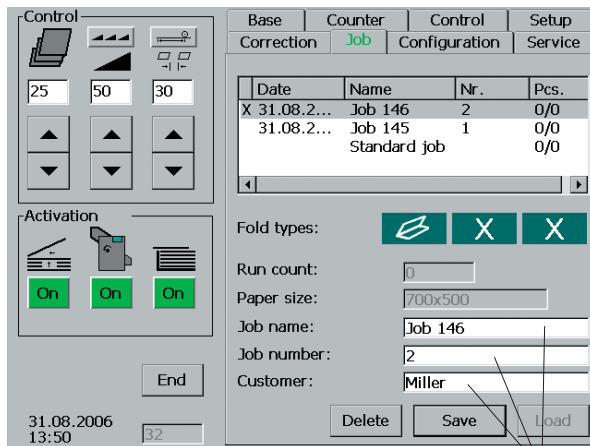 Control
25 50 30
Activation
On On On
End
31.08.2006
13:50
32
Base Counter Control Setup
Correction Job Configuration Service
Date Name Nr. Pcs.
X 31.08.2... Job 146 2 0/0
31.08.2... Job 145 1 0/0
Standard job 0/0
Fold types: X X
Run count: 0
Paper size: 700x500
Job name: Job 146
Job number: 2
Customer: Miller
Delete Save Load